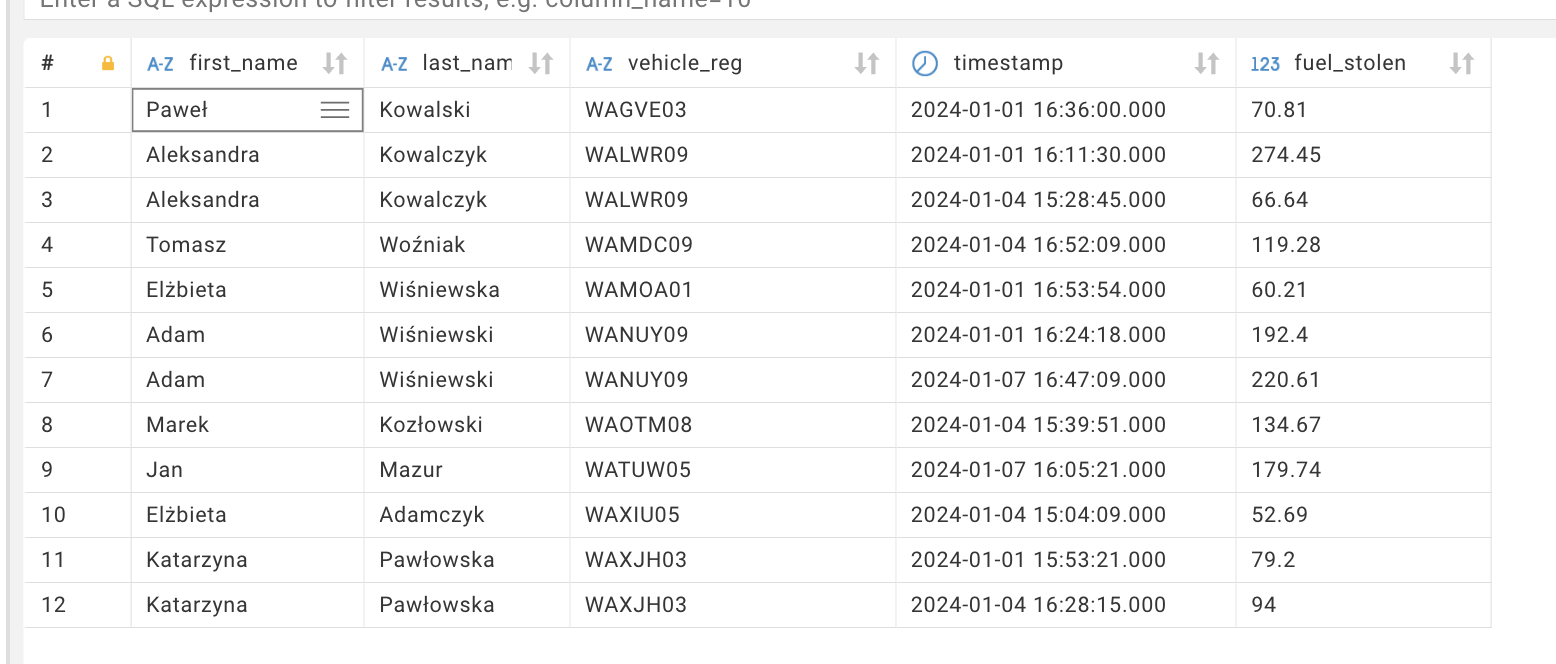 Enter a SQL expression to filter results, e.g. column_name=10
# A-Z first_name A-Z last_nam A-Z vehicle_reg timestamp 123 fuel_stolen
1 Paweł Kowalski WAGVE03 2024-01-01 16:36:00.000 70.81
2 Aleksandra Kowalczyk WALWR09 2024-01-01 16:11:30.000 274.45
3 Aleksandra Kowalczyk WALWR09 2024-01-04 15:28:45.000 66.64
4 Tomasz Woźniak WAMDC09 2024-01-04 16:52:09.000 119.28
5 Elżbieta Wiśniewska WAMOA01 2024-01-01 16:53:54.000 60.21
6 Adam Wiśniewski WANUY09 2024-01-01 16:24:18.000 192.4
7 Adam Wiśniewski WANUY09 2024-01-07 16:47:09.000 220.61
8 Marek Kozłowski WAOTM08 2024-01-04 15:39:51.000 134.67
9 Jan Mazur WATUW05 2024-01-07 16:05:21.000 179.74
10 Elżbieta Adamczyk WAXIU05 2024-01-04 15:04:09.000 52.69
11 Katarzyna Pawłowska WAXJH03 2024-01-01 15:53:21.000 79.2
12 Katarzyna Pawłowska WAXJH03 2024-01-04 16:28:15.000 94